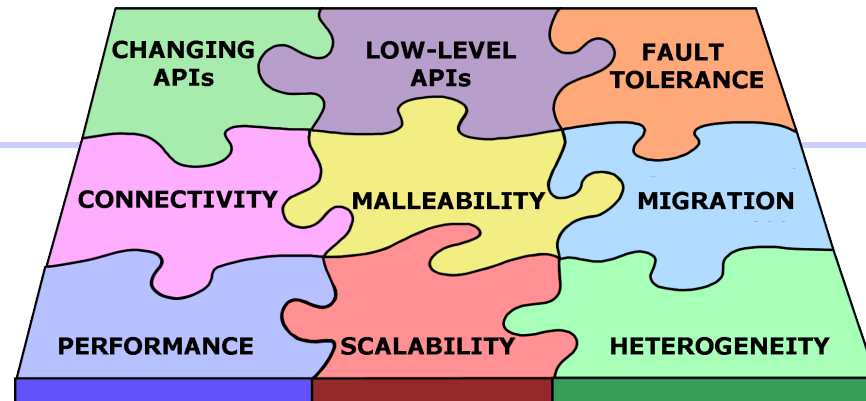 CHANGING
APIs
LOW-LEVEL
APIs
FAULT
TOLERANCE
CONNECTIVITY
MALLEABILITY
MIGRATION
PERFORMANCE
SCALABILITY
HETEROGENEITY